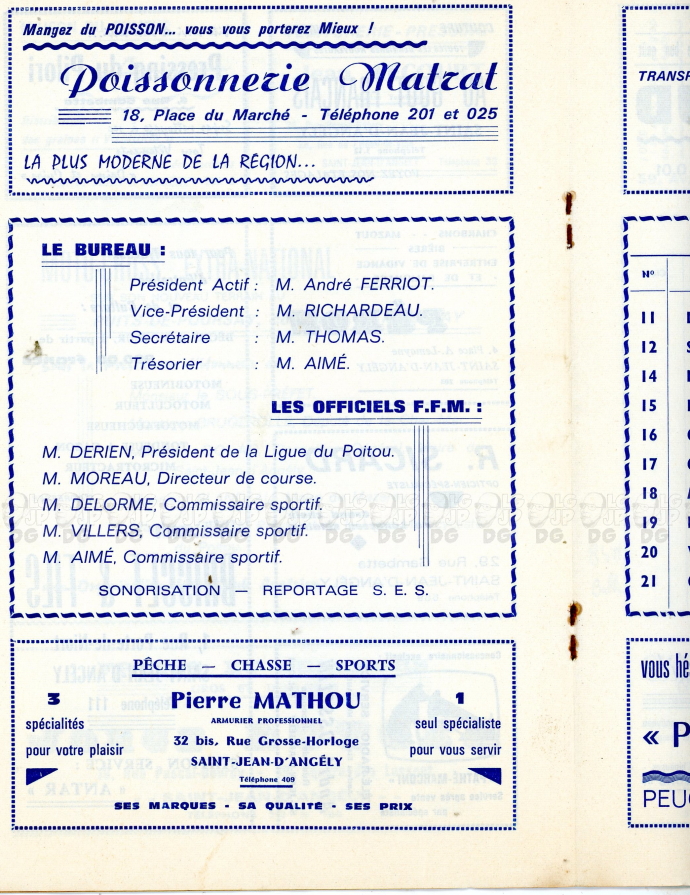 Mangez du POISSON... vous vous porterez Mieux !
Poissonnerie Matrat
18, Place du Marché - Téléphone 201 et 025
LA PLUS MODERNE DE LA RÉGION...
LE BUREAU :
Président Actif : M. André FERRIOT.
Vice-Président : M. RICHARDEAU.
Secrétaire : M. THOMAS.
Trésorier : M. AIMÉ.
LES OFFICIELS F.F.M. :
M. DERIEN, Président de la Ligue du Poitou.
M. MOREAU, Directeur de course.
M. DELORME, Commissaire sportif.
M. VILLERS, Commissaire sportif.
M. AIMÉ, Commissaire sportif.
SONORISATION — REPORTAGE S. E. S.
PÊCHE — CHASSE — SPORTS
3
spécialités
pour votre plaisir
Pierre MATHOU
ARMURIER PROFESSIONNEL
32 bis, Rue Grosse-Horloge
SAINT-JEAN-D'ANGÉLY
Téléphone 409
1
seul spécialiste
pour vous servir
SES MARQUES - SA QUALITÉ - SES PRIX
TRANSP
N°
11
12
14
15
16
17
18
19
20
21
vous hé
« P
PEUG